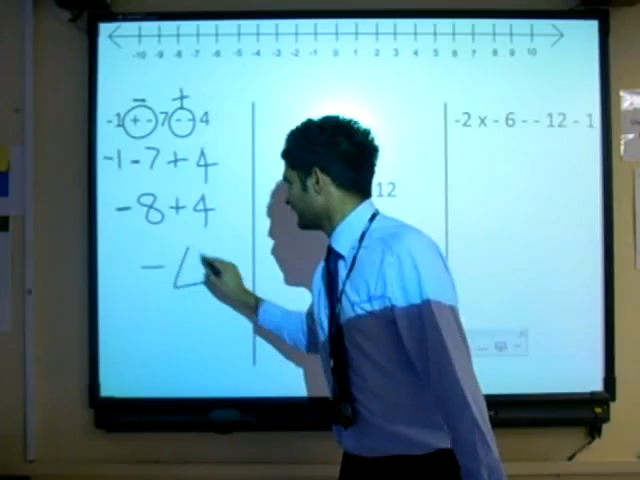 -10 -9 -8 -7 -6 -5 -4 -3 -2 -1 0 1 2 3 4 5 6 7 8 9 10
- +
-1 + - 7 - - 4
-1 - 7 + 4
-8 + 4
- 4
12
-2 x - 6 - - 12 - 1